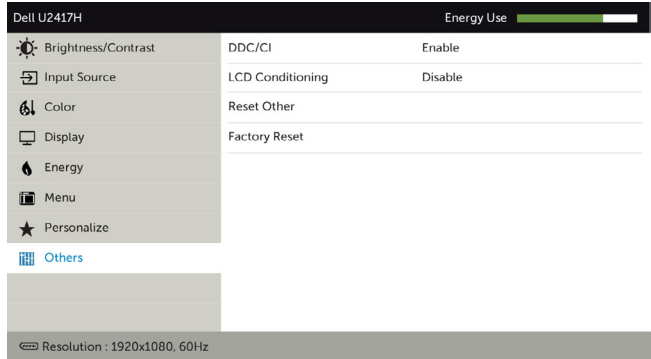 Dell U2417H Energy Use
Brightness/Contrast DDC/CI Enable
Input Source LCD Conditioning Disable
Color Reset Other
Display Factory Reset
Energy
Menu
Personalize
Others
Resolution : 1920x1080, 60Hz